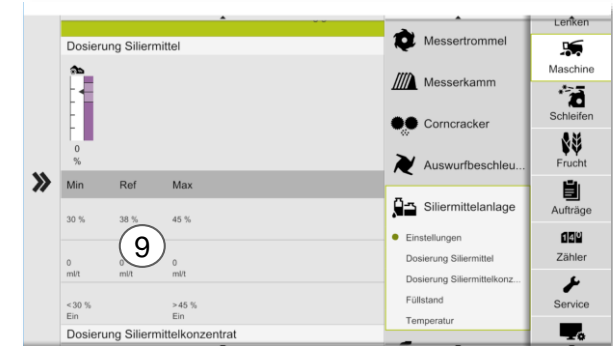 Dosierung Siliermittel
0
%
Min Ref Max
30 % 38 % 45 %
9
0 0 0
ml/t ml/t ml/t
<30 % >45 %
Ein Ein
Dosierung Siliermittelkonzentrat
Messertrommel
Messerkamm
Corncracker
Auswurfbeschleu...
Siliermittelanlage
Einstellungen
Dosierung Siliermittel
Dosierung Siliermittelkonz...
Füllstand
Temperatur
Lenken
Maschine
Schleifen
Frucht
Aufträge
Zähler
Service